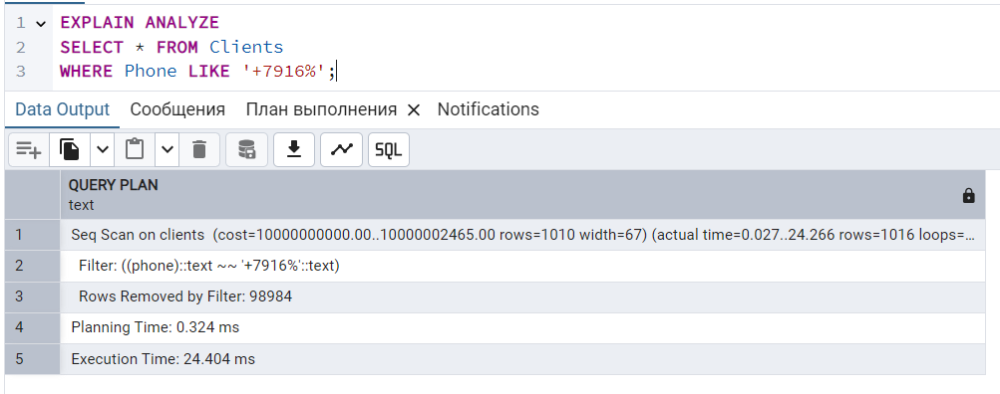 1 EXPLAIN ANALYZE
2 SELECT * FROM Clients
3 WHERE Phone LIKE '+7916%';
Data Output Сообщения План выполнения Notifications
SQL
QUERY PLAN
text
1 Seq Scan on clients (cost=10000000000.00..10000002465.00 rows=1010 width=67) (actual time=0.027..24.266 rows=1016 loops=...
2 Filter: ((phone)::text ~~ '+7916%'::text)
3 Rows Removed by Filter: 98984
4 Planning Time: 0.324 ms
5 Execution Time: 24.404 ms